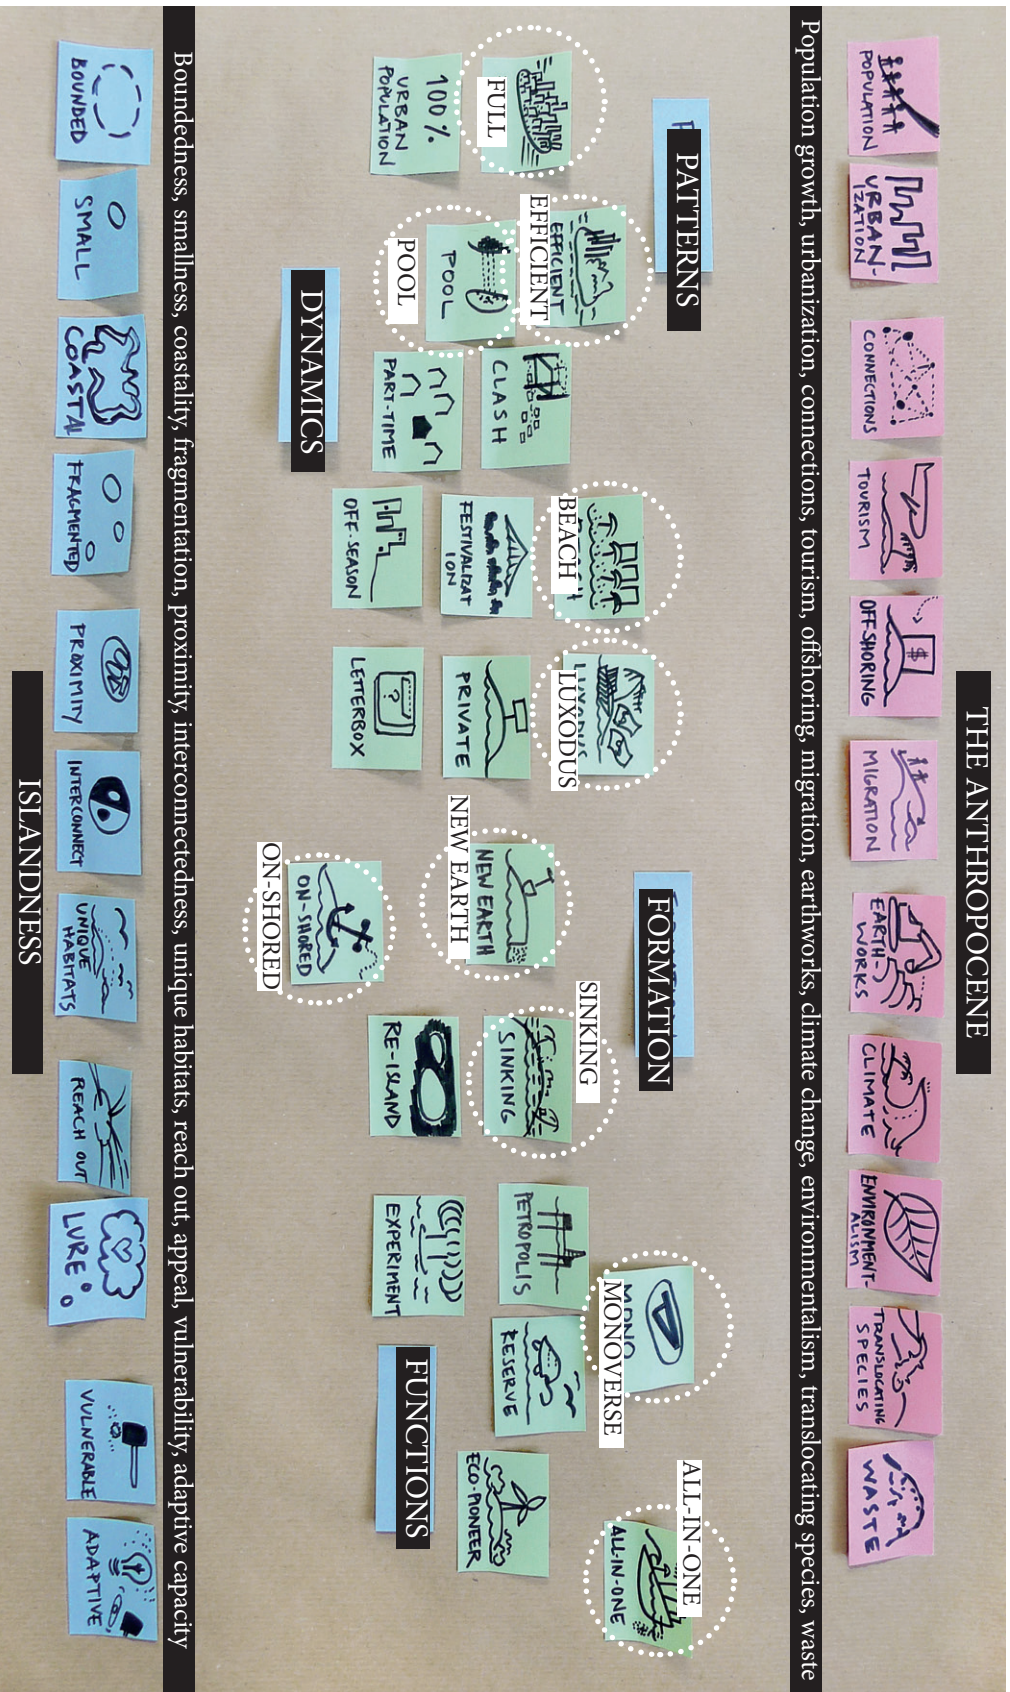 THE ANTHROPOCENE
POPULATION
URBAN-
IZATION
CONNECTIONS
TOURISM
OFFSHORING
$
MIGRATION
EARTH-
WORKS
CLIMATE
ENVIRONMENT-
ALISM
TRANSLOCATING
SPECIES
WASTE
Population growth, urbanization, connections, tourism, offshoring, migration, earthworks, climate change, environmentalism, translocating species, waste
PATTERNS
FORMATION
FULL
100%
URBAN
POPULATION
EFFICIENT
EFFICIENT
POOL
POOL
CLASH
PART-TIME
DYNAMICS
BEACH
FESTIVALIZAT
ION
OFF-SEASON
LUXODUS
LUXODUS
PRIVATE
?
LETTERBOX
NEW EARTH
NEW EARTH
ON-SHORED
ON-SHORED
SINKING
SINKING
RE-ISLAND
MONO
MONOVERSE
PETROPOLIS
EXPERIMENT
RESERVE
FUNCTIONS
ALL-IN-ONE
ALL-IN-ONE
ECO-PIONEER
Boundedness, smallness, coastality, fragmentation, proximity, interconnectedness, unique habitats, reach out, appeal, vulnerability, adaptive capacity
BOUNDED
SMALL
COASTAL
FRAGMENTED
PROXIMITY
INTERCONNECT
UNIQUE
HABITATS
REACH OUT
LURE
VULNERABLE
ADAPTIVE
ISLANDNESS